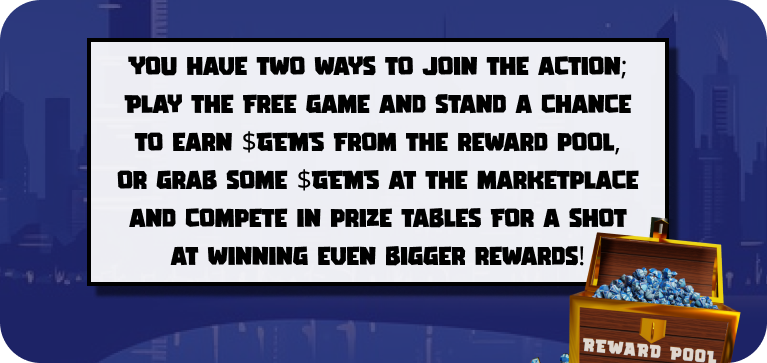 YOU HAVE TWO WAYS TO JOIN THE ACTION;
PLAY THE FREE GAME AND STAND A CHANCE
TO EARN $GEMS FROM THE REWARD POOL,
OR GRAB SOME $GEMS AT THE MARKETPLACE
AND COMPETE IN PRIZE TABLES FOR A SHOT
AT WINNING EVEN BIGGER REWARDS!
REWARD POOL